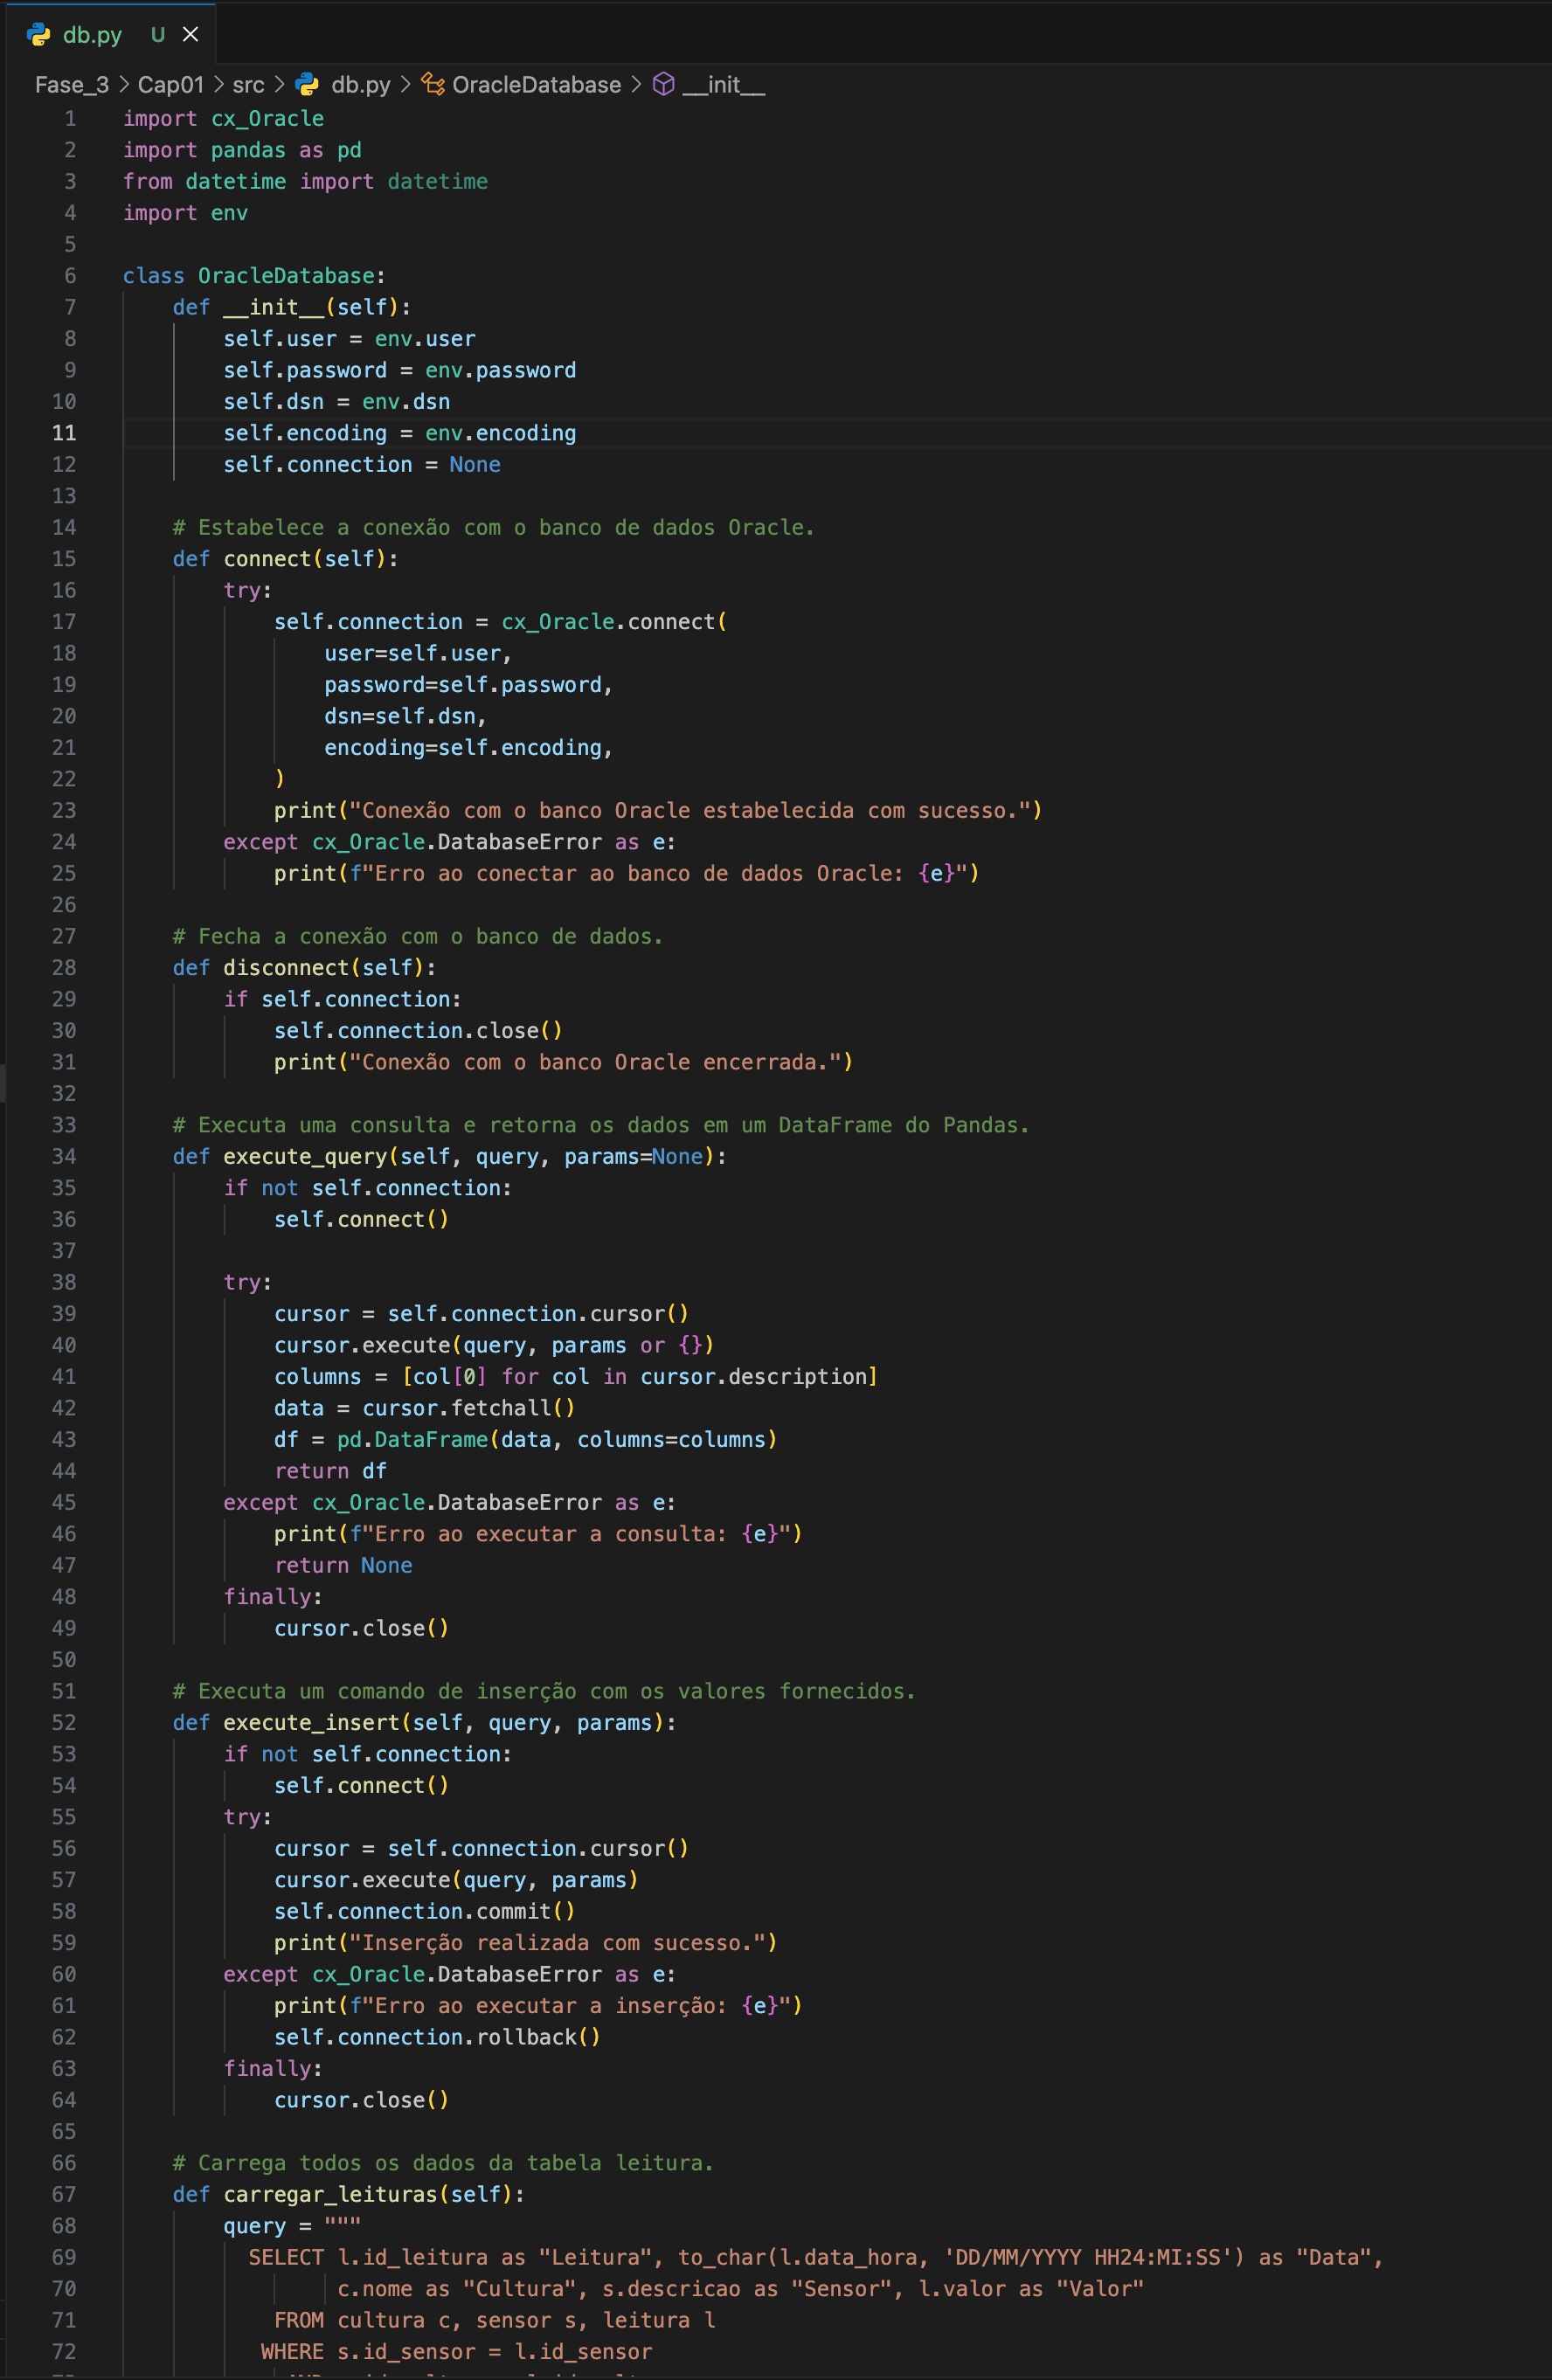 db.py U ×
Fase_3 > Cap01 > src > db.py > OracleDatabase > __init__
1 import cx_Oracle
2 import pandas as pd
3 from datetime import datetime
4 import env
5
6 class OracleDatabase:
7     def __init__(self):
8         self.user = env.user
9         self.password = env.password
10         self.dsn = env.dsn
11         self.encoding = env.encoding
12         self.connection = None
13
14     # Estabelece a conexão com o banco de dados Oracle.
15     def connect(self):
16         try:
17             self.connection = cx_Oracle.connect(
18                 user=self.user,
19                 password=self.password,
20                 dsn=self.dsn,
21                 encoding=self.encoding,
22             )
23             print("Conexão com o banco Oracle estabelecida com sucesso.")
24         except cx_Oracle.DatabaseError as e:
25             print(f"Erro ao conectar ao banco de dados Oracle: {e}")
26
27     # Fecha a conexão com o banco de dados.
28     def disconnect(self):
29         if self.connection:
30             self.connection.close()
31             print("Conexão com o banco Oracle encerrada.")
32
33     # Executa uma consulta e retorna os dados em um DataFrame do Pandas.
34     def execute_query(self, query, params=None):
35         if not self.connection:
36             self.connect()
37
38         try:
39             cursor = self.connection.cursor()
40             cursor.execute(query, params or {})
41             columns = [col[0] for col in cursor.description]
42             data = cursor.fetchall()
43             df = pd.DataFrame(data, columns=columns)
44             return df
45         except cx_Oracle.DatabaseError as e:
46             print(f"Erro ao executar a consulta: {e}")
47             return None
48         finally:
49             cursor.close()
50
51     # Executa um comando de inserção com os valores fornecidos.
52     def execute_insert(self, query, params):
53         if not self.connection:
54             self.connect()
55         try:
56             cursor = self.connection.cursor()
57             cursor.execute(query, params)
58             self.connection.commit()
59             print("Inserção realizada com sucesso.")
60         except cx_Oracle.DatabaseError as e:
61             print(f"Erro ao executar a inserção: {e}")
62             self.connection.rollback()
63         finally:
64             cursor.close()
65
66     # Carrega todos os dados da tabela leitura.
67     def carregar_leituras(self):
68         query = """
69           SELECT l.id_leitura as "Leitura", to_char(l.data_hora, 'DD/MM/YYYY HH24:MI:SS') as "Data",
70                  c.nome as "Cultura", s.descricao as "Sensor", l.valor as "Valor"
71             FROM cultura c, sensor s, leitura l
72            WHERE s.id_sensor = l.id_sensor